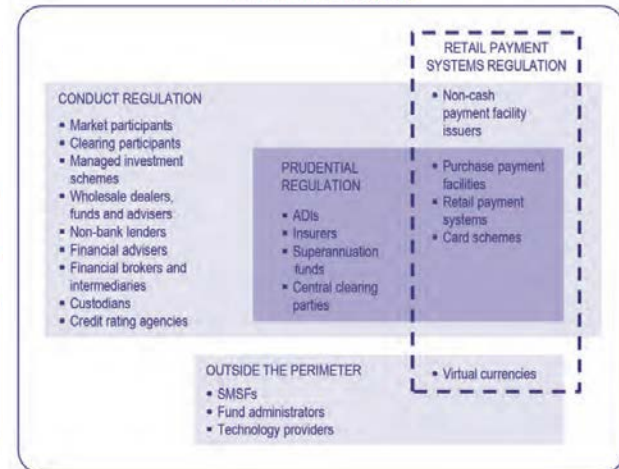 RETAIL PAYMENT
SYSTEMS REGULATION
▪ Non-cash
payment facility
issuers
CONDUCT REGULATION
▪ Market participants
▪ Clearing participants
▪ Managed investment
schemes
▪ Wholesale dealers,
funds and advisers
▪ Non-bank lenders
▪ Financial advisers
▪ Financial brokers and
intermediaries
▪ Custodians
▪ Credit rating agencies
PRUDENTIAL
REGULATION
▪ ADIs
▪ Insurers
▪ Superannuation
funds
▪ Central clearing
parties
▪ Purchase payment
facilities
▪ Retail payment
systems
▪ Card schemes
OUTSIDE THE PERIMETER
• SMSFs
• Fund administrators
▪ Technology providers
▪ Virtual currencies